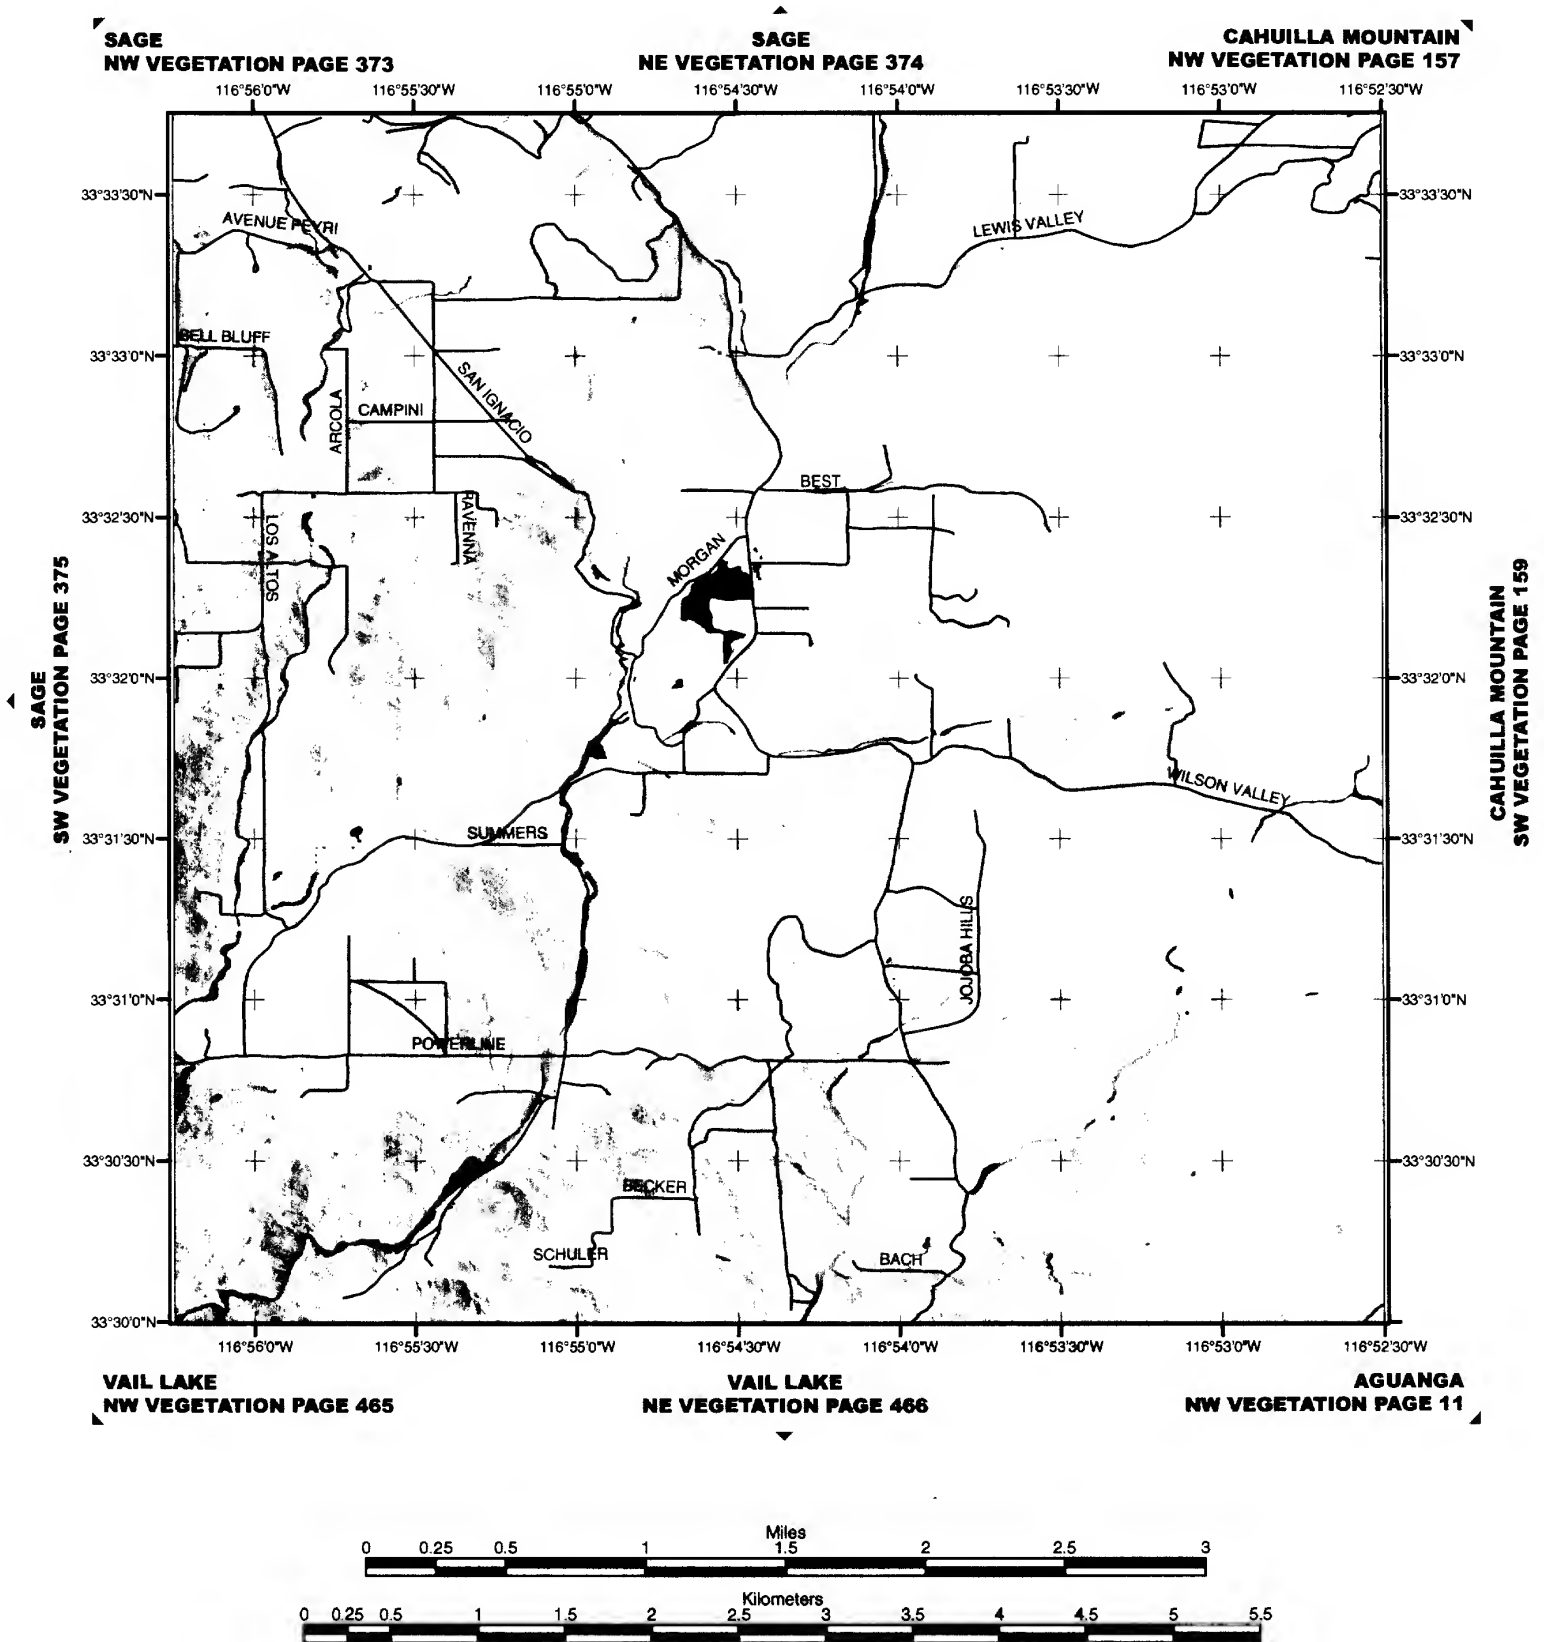 SAGE
NW VEGETATION PAGE 373
SAGE
NE VEGETATION PAGE 374
CAHUILLA MOUNTAIN
NW VEGETATION PAGE 157
116°56'0"W 116°55'30"W 116°55'0"W 116°54'30"W 116°54'0"W 116°53'30"W 116°53'0"W 116°52'30"W
33°33'30"N 33°33'30"N
AVENUE PEYRI
LEWIS VALLEY
BELL BLUFF
33°33'0"N 33°33'0"N
SAN IGNACIO
ARCOLA
CAMPINI
BEST
RAVENNA
33°32'30"N 33°32'30"N
LOS ALTOS
MORGAN
SAGE
SW VEGETATION PAGE 375
CAHUILLA MOUNTAIN
SW VEGETATION PAGE 159
33°32'0"N 33°32'0"N
WILSON VALLEY
SUMMERS
33°31'30"N 33°31'30"N
JOJOBA HILLS
33°31'0"N 33°31'0"N
POWERLINE
33°30'30"N 33°30'30"N
BECKER
SCHULER
BACH
33°30'0"N
116°56'0"W 116°55'30"W 116°55'0"W 116°54'30"W 116°54'0"W 116°53'30"W 116°53'0"W 116°52'30"W
VAIL LAKE
NW VEGETATION PAGE 465
VAIL LAKE
NE VEGETATION PAGE 466
AGUANGA
NW VEGETATION PAGE 11
Miles
0 0.25 0.5 1 1.5 2 2.5 3
Kilometers
0 0.25 0.5 1 1.5 2 2.5 3 3.5 4 4.5 5 5.5